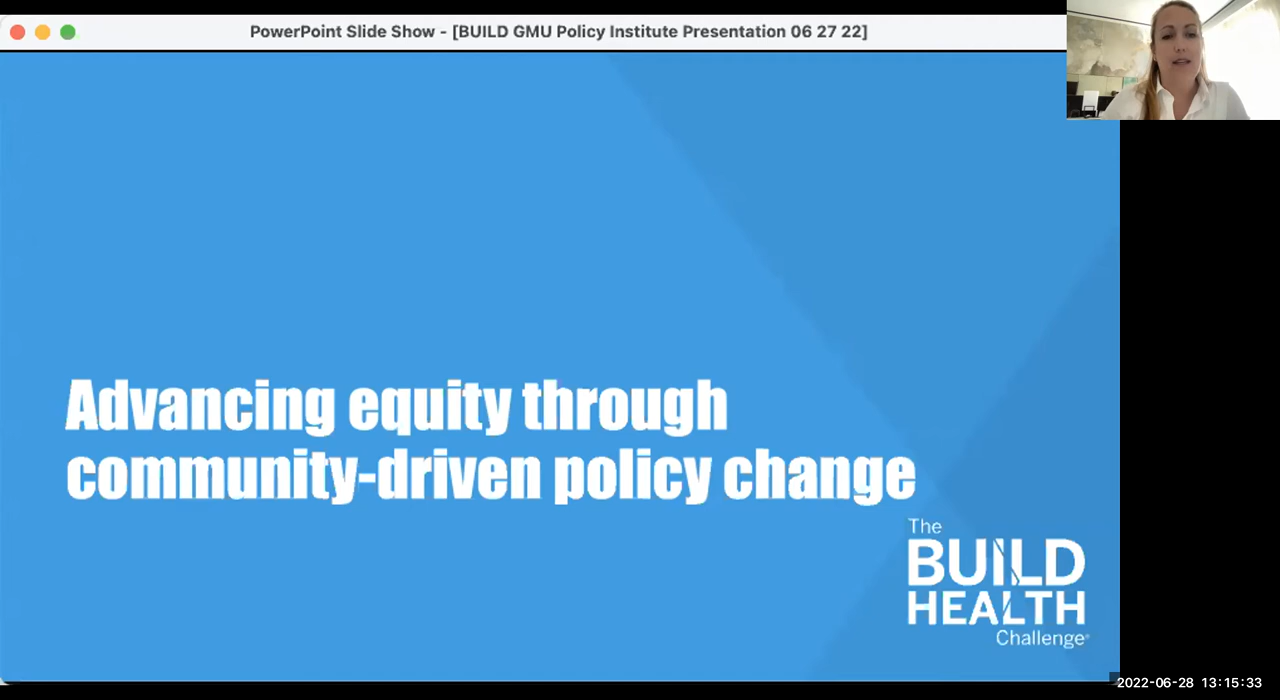 PowerPoint Slide Show - [BUILD GMU Policy Institute Presentation 06 27 22]
Advancing equity through
community-driven policy change
The
BUILD
HEALTH
Challenge
2022-06-28 13:15:33